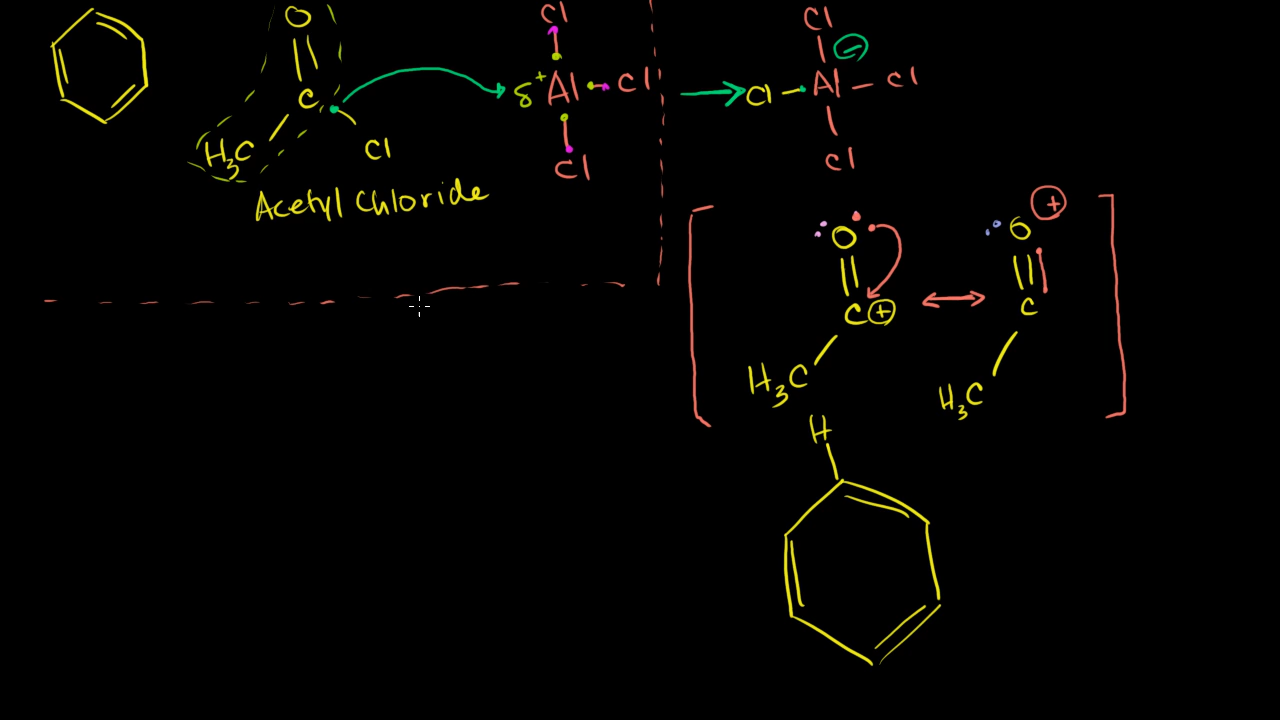 O Cl Cl
C δ+ Al Cl Cl Al Cl
H₃C Cl Cl Cl
Acetyl Chloride
O O +
C + C
H₃C H₃C
H